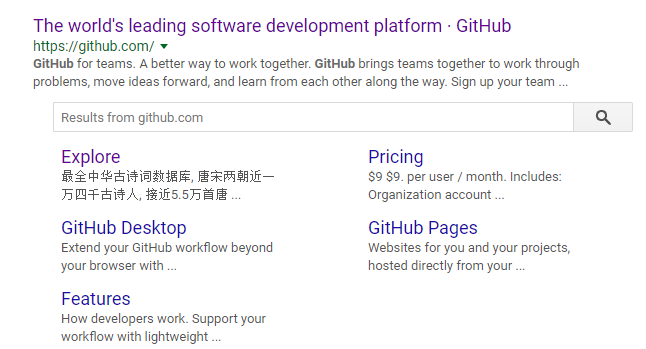 The world's leading software development platform · GitHub
https://github.com/
GitHub for teams. A better way to work together. GitHub brings teams together to work through
problems, move ideas forward, and learn from each other along the way. Sign up your team ...
Results from github.com
Explore
最全中华古诗词数据库, 唐宋两朝近一
万四千古诗人, 接近5.5万首唐 ...
Pricing
$9 $9. per user / month. Includes:
Organization account ...
GitHub Desktop
Extend your GitHub workflow beyond
your browser with ...
GitHub Pages
Websites for you and your projects,
hosted directly from your ...
Features
How developers work. Support your
workflow with lightweight ...